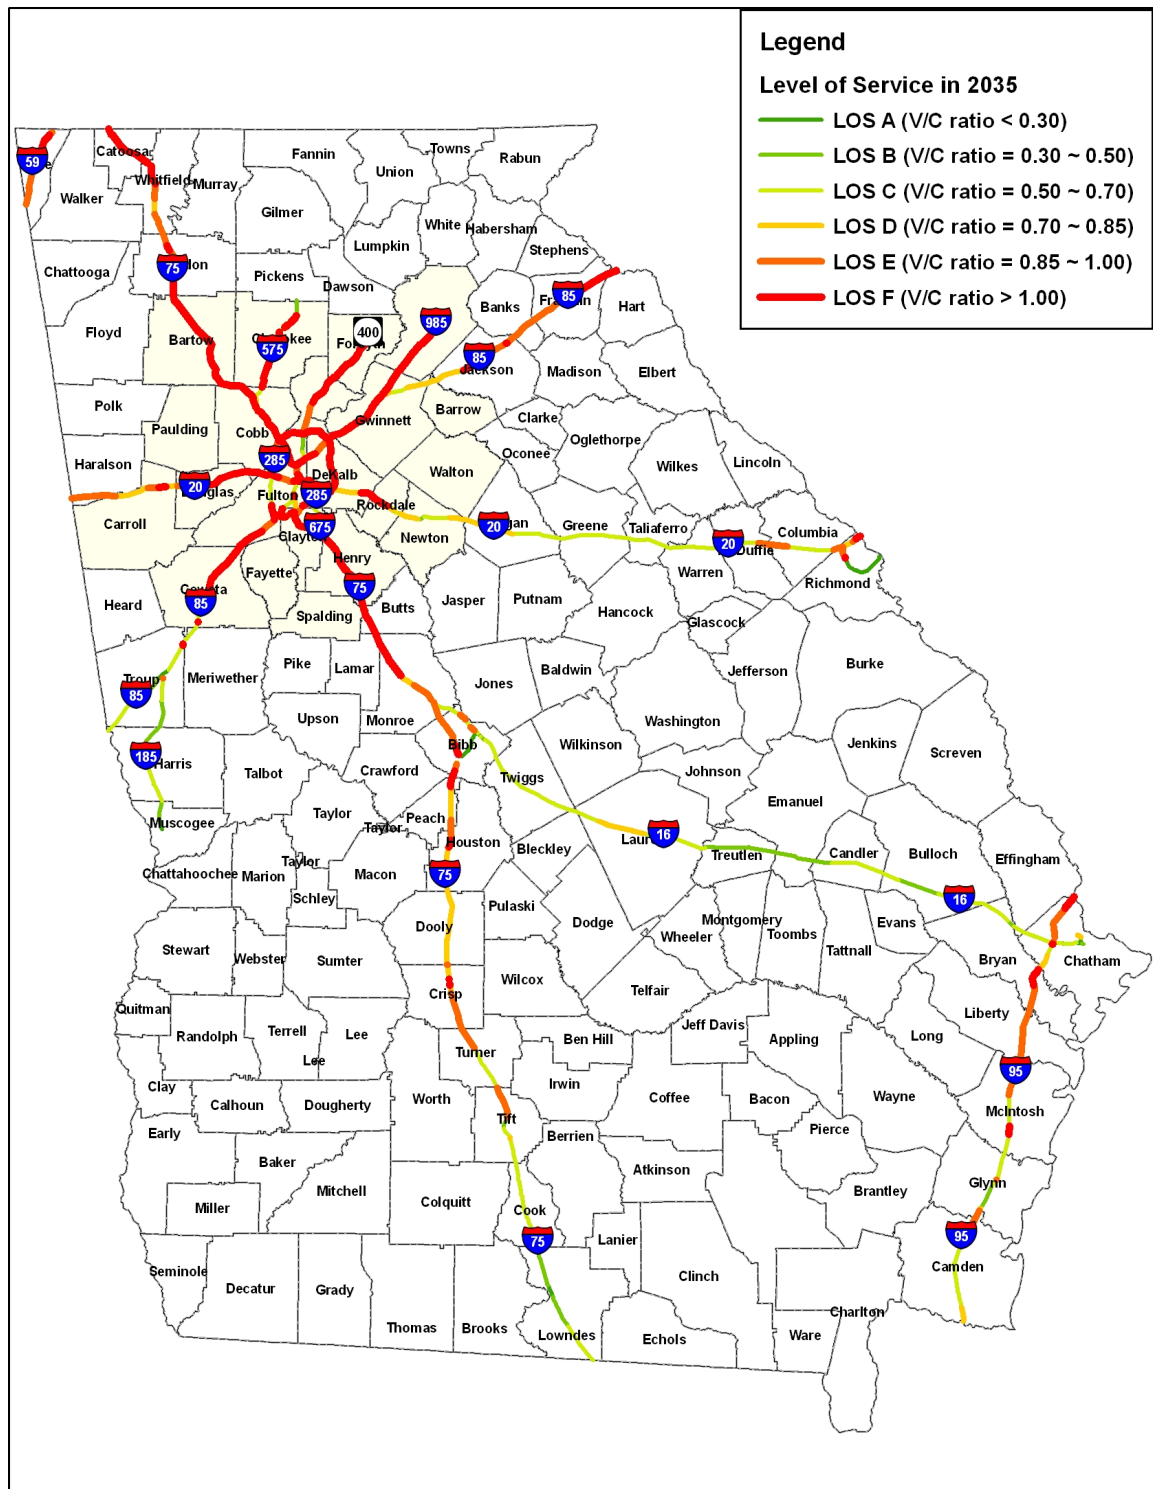 Legend
Level of Service in 2035
LOS A (V/C ratio < 0.30)
LOS B (V/C ratio = 0.30 ~ 0.50)
LOS C (V/C ratio = 0.50 ~ 0.70)
LOS D (V/C ratio = 0.70 ~ 0.85)
LOS E (V/C ratio = 0.85 ~ 1.00)
LOS F (V/C ratio > 1.00)
Fannin
Towns
Rabun
Union
Catoosa
59
Walker
Whitfield
Murray
Gilmer
White
Habersham
Lumpkin
Stephens
Chattooga
75
Pickens
Dawson
85
Banks
Hart
Floyd
Bartow
575
400
985
85
Jackson
Madison
Elbert
Polk
Paulding
Cobb
Gwinnett
Barrow
Clarke
Oglethorpe
Haralson
285
DeKalb
Walton
Oconee
Wilkes
Lincoln
20
Fulton
285
Rockdale
Carroll
675
Clayton
Newton
20
Greene
Taliaferro
20
Columbia
Henry
Fayette
Warren
Richmond
Heard
85
75
Butts
Jasper
Putnam
Hancock
Glascock
Spalding
Pike
Lamar
Meriwether
Troup
85
Jones
Baldwin
Jefferson
Burke
Upson
Monroe
Washington
185
Harris
Talbot
Crawford
Bibb
Twiggs
Wilkinson
Johnson
Jenkins
Screven
Emanuel
Muscogee
Taylor
Taylor
Peach
Houston
Bleckley
16
Treutlen
Candler
Bulloch
Effingham
Chattahoochee
Marion
Taylor
Macon
Schley
75
Pulaski
Dodge
Montgomery
Wheeler
Toombs
Tattnall
Evans
16
Bryan
Chatham
Dooly
Stewart
Webster
Sumter
Crisp
Wilcox
Telfair
Quitman
Randolph
Terrell
Lee
Lee
Turner
Ben Hill
Jeff Davis
Appling
Long
Liberty
Clay
Calhoun
Dougherty
Worth
Irwin
Coffee
Bacon
Wayne
95
McIntosh
Early
Tift
Berrien
Pierce
Baker
Mitchell
Atkinson
Brantley
Glynn
Miller
Colquitt
Cook
75
Lanier
95
Camden
Seminole
Decatur
Grady
Thomas
Brooks
Lowndes
Echols
Clinch
Ware
Charlton